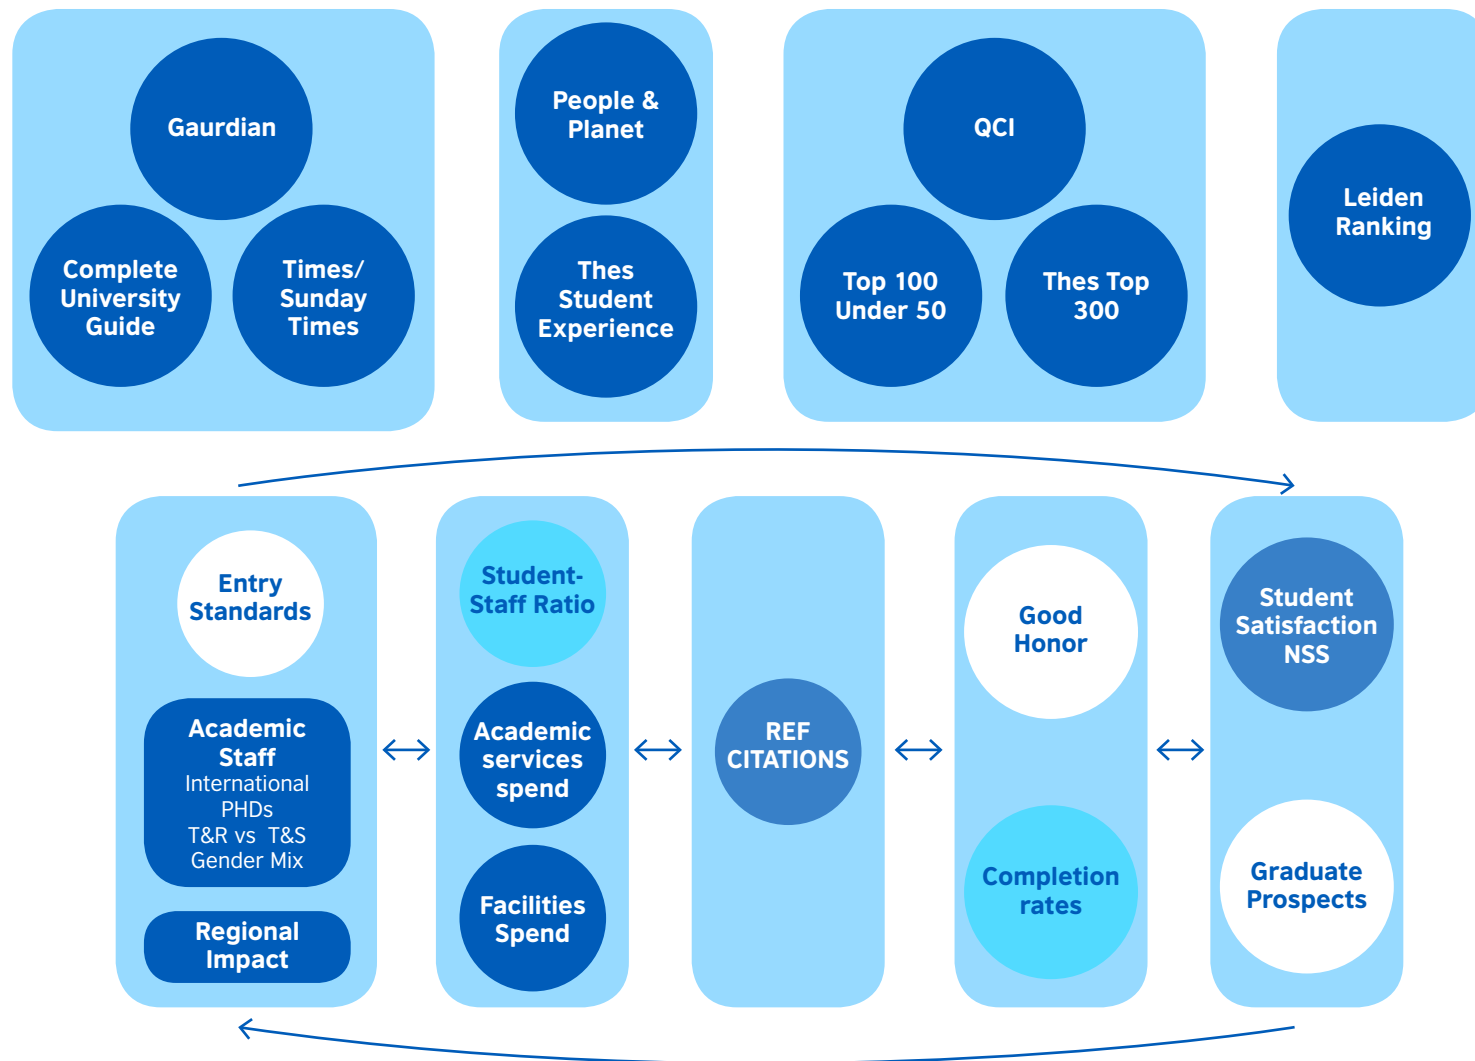 Gaurdian
Complete
University
Guide
Times/
Sunday
Times
People &
Planet
Thes
Student
Experience
QCI
Top 100
Under 50
Thes Top
300
Leiden
Ranking
Entry
Standards
Academic
Staff
International
PHDs
T&R vs  T&S
Gender Mix
Regional
Impact
Student-
Staff Ratio
Academic
services
spend
Facilities
Spend
REF
CITATIONS
Good
Honor
Completion
rates
Student
Satisfaction
NSS
Graduate
Prospects